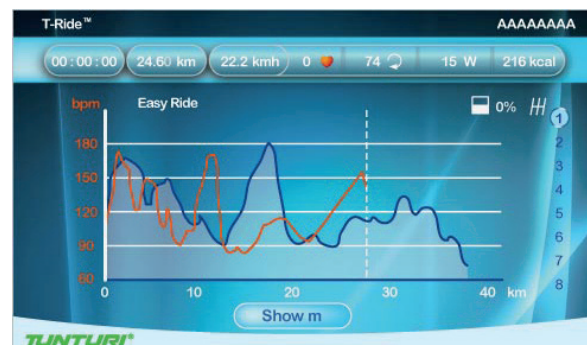 T-Ride™ AAAAAAAA
00:00:00 24.60 km 22.2 kmh 0 74 15 W 216 kcal
bpm Easy Ride 0% 1
180 2
150 3
4
120 5
90 6
7
60 8
0 10 20 30 40 km
Show m
TUNTURI®